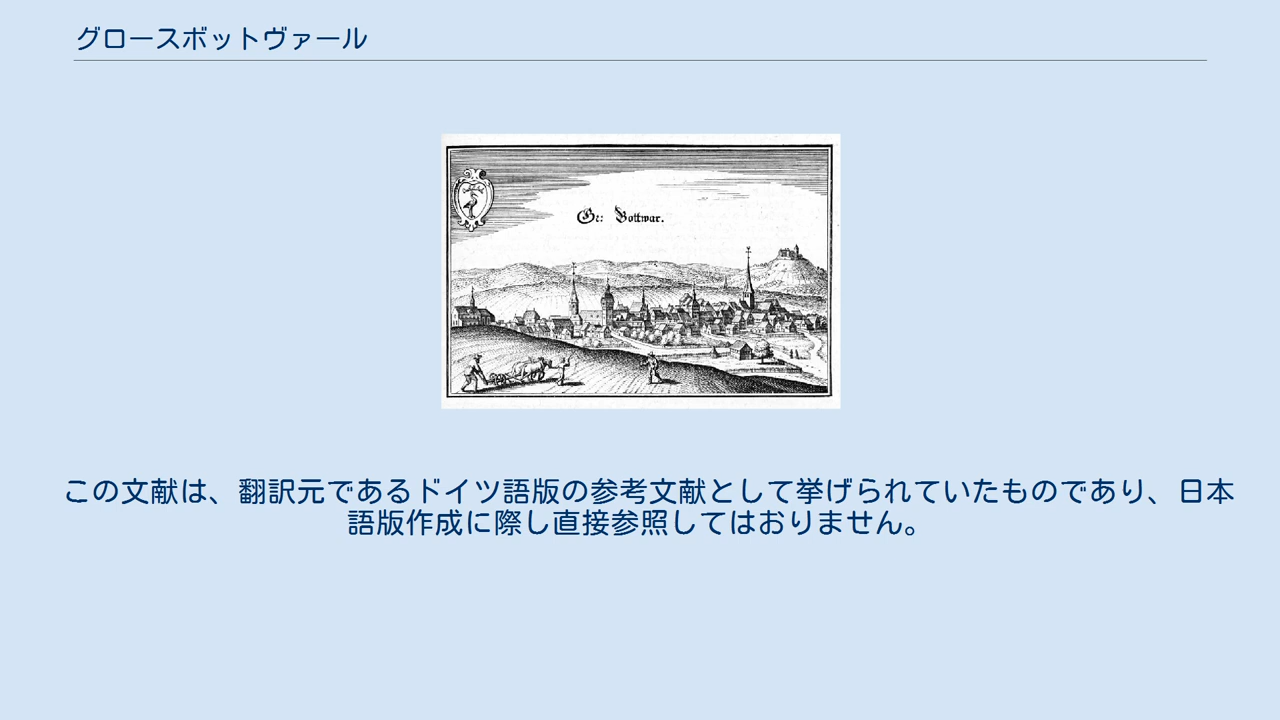 グロースボットヴァール
Gr: Bottwar.
この文献は、翻訳元であるドイツ語版の参考文献として挙げられていたものであり、日本
語版作成に際し直接参照してはおりません。